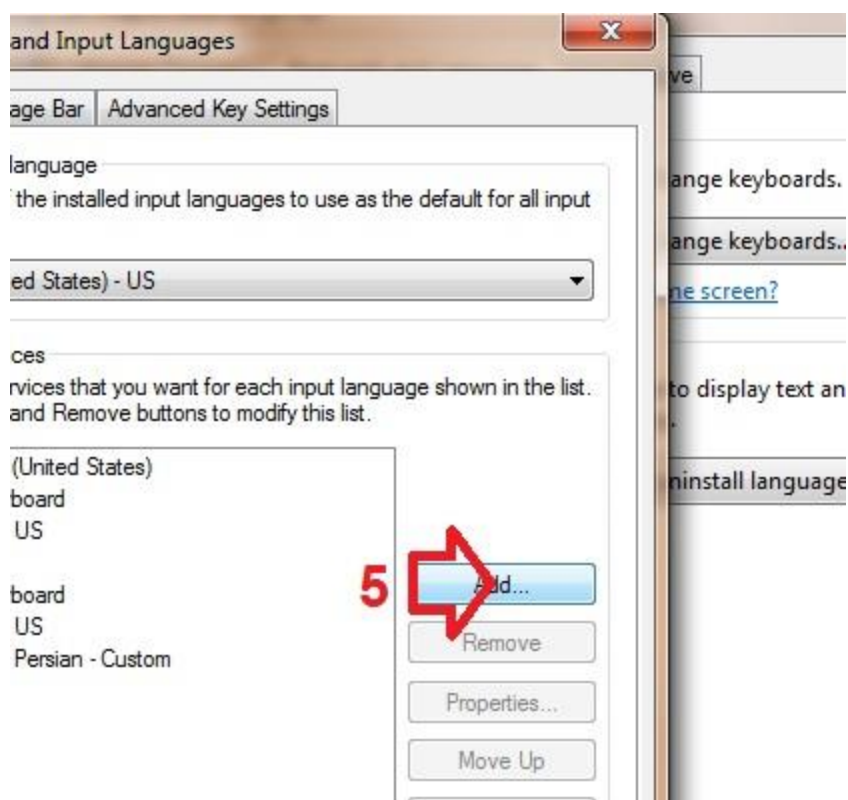 and Input Languages
age Bar
Advanced Key Settings
language
the installed input languages to use as the default for all input
ed States) - US
ces
rvices that you want for each input language shown in the list.
and Remove buttons to modify this list.
(United States)
board
US
board
US
Persian - Custom
5
Add...
Remove
Properties...
Move Up
ve
ange keyboards.
ange keyboards..
me screen?
to display text an
ninstall language